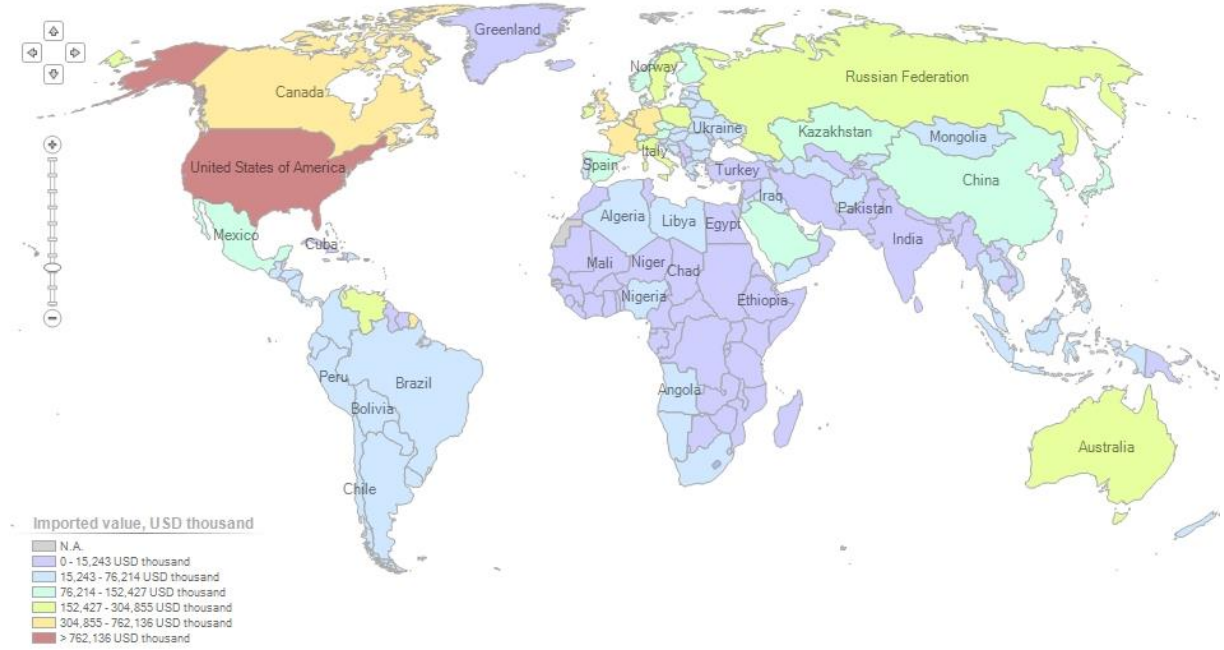 Greenland
Norway
Russian Federation
Canada
Ukraine
Kazakhstan
Mongolia
United States of America
Spain
Italy
Turkey
China
Iraq
Pakistan
Mexico
Cuba
Algeria
Libya
Egypt
India
Mali
Niger
Chad
Nigeria
Ethiopia
Peru
Brazil
Angola
Bolivia
Australia
Chile
Imported value, USD thousand
N.A.
0 - 15,243 USD thousand
15,243 - 76,214 USD thousand
76,214 - 152,427 USD thousand
152,427 - 304,855 USD thousand
304,855 - 762,136 USD thousand
> 762,136 USD thousand